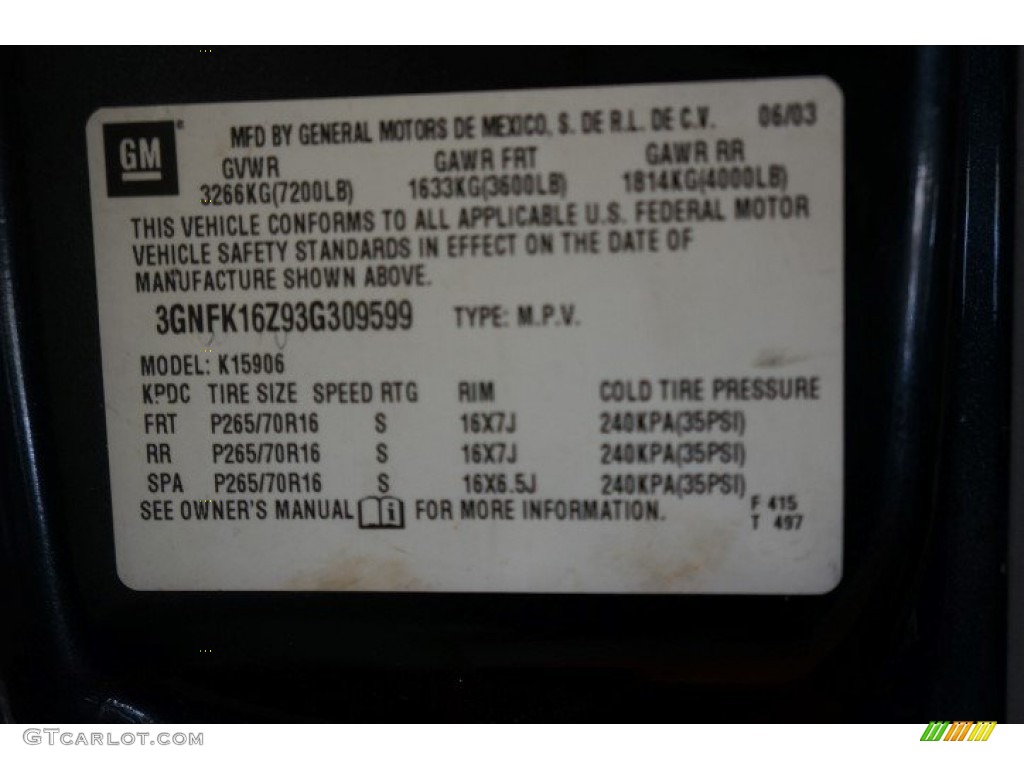 GM
MFD BY GENERAL MOTORS DE MEXICO, S. DE R.L. DE C.V. 06/03
GVWR GAWR FRT GAWR RR
3266KG(7200LB) 1633KG(3600LB) 1814KG(4000LB)
THIS VEHICLE CONFORMS TO ALL APPLICABLE U.S. FEDERAL MOTOR
VEHICLE SAFETY STANDARDS IN EFFECT ON THE DATE OF
MANUFACTURE SHOWN ABOVE.
3GNFK16Z93G309599 TYPE: M.P.V.
MODEL: K15906
KPDC TIRE SIZE SPEED RTG RIM COLD TIRE PRESSURE
FRT P265/70R16 S 16X7J 240KPA(35PSI)
RR P265/70R16 S 16X7J 240KPA(35PSI)
SPA P265/70R16 S 16X6.5J 240KPA(35PSI)
SEE OWNER'S MANUAL FOR MORE INFORMATION.
F 415
T 497
GTCARLOT.COM